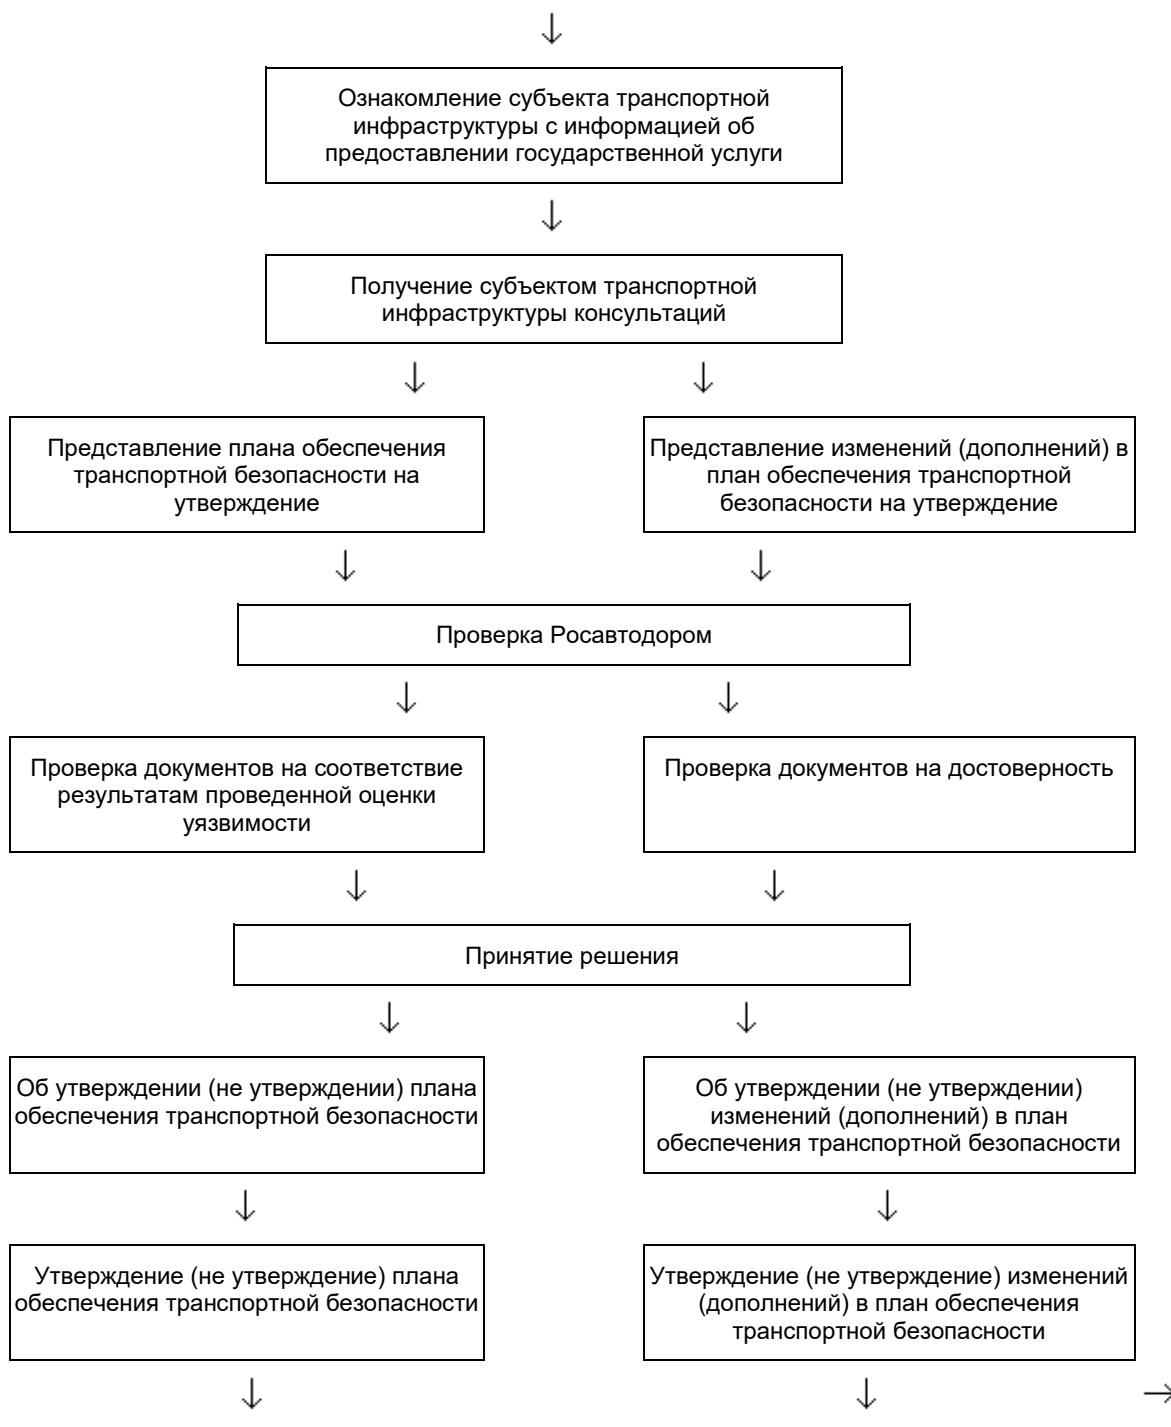 Ознакомление субъекта транспортной
инфраструктуры с информацией об
предоставлении государственной услуги
Получение субъектом транспортной
инфраструктуры консультаций
Представление плана обеспечения
транспортной безопасности на
утверждение
Представление изменений (дополнений) в
план обеспечения транспортной
безопасности на утверждение
Проверка Росавтодором
Проверка документов на соответствие
результатам проведенной оценки
уязвимости
Проверка документов на достоверность
Принятие решения
Об утверждении (не утверждении) плана
обеспечения транспортной безопасности
Об утверждении (не утверждении)
изменений (дополнений) в план
обеспечения транспортной безопасности
Утверждение (не утверждение) плана
обеспечения транспортной безопасности
Утверждение (не утверждение) изменений
(дополнений) в план обеспечения
транспортной безопасности